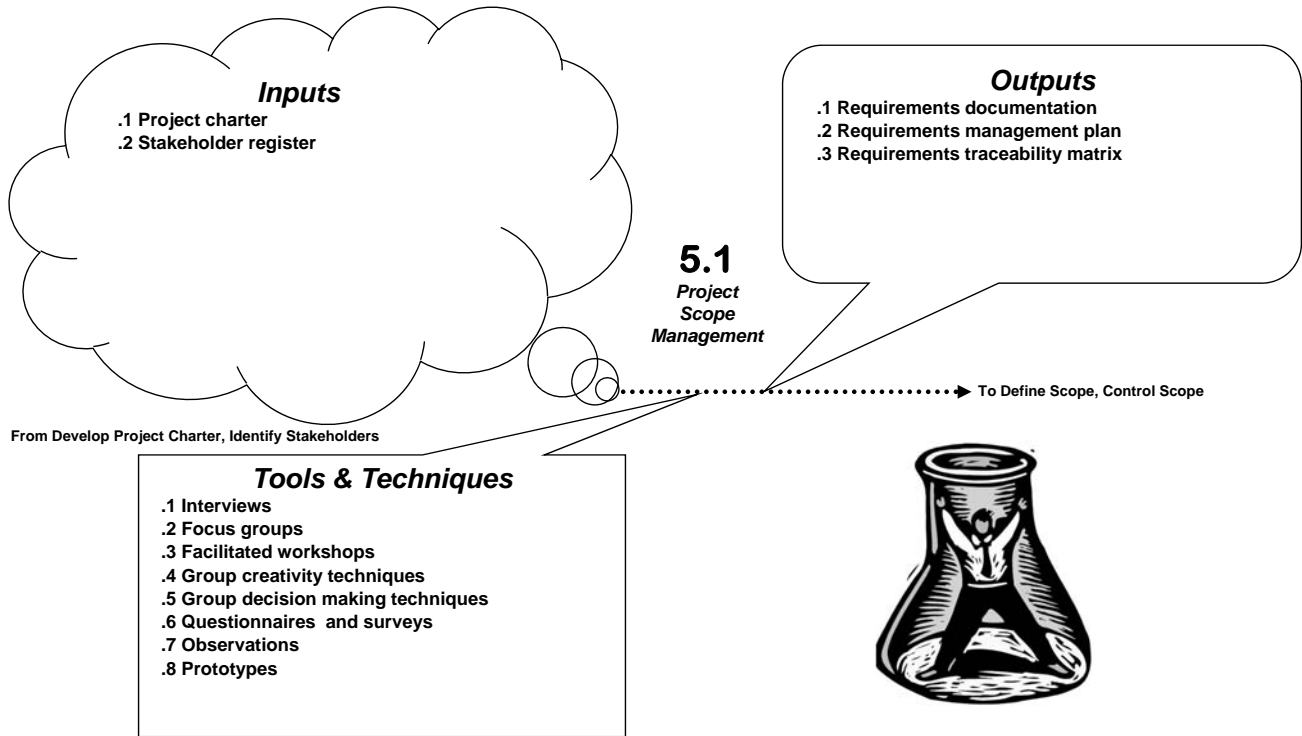 Inputs
.1 Project charter
.2 Stakeholder register
Outputs
.1 Requirements documentation
.2 Requirements management plan
.3 Requirements traceability matrix
5.1
Project
Scope
Management
To Define Scope, Control Scope
From Develop Project Charter, Identify Stakeholders
Tools & Techniques
.1 Interviews
.2 Focus groups
.3 Facilitated workshops
.4 Group creativity techniques
.5 Group decision making techniques
.6 Questionnaires  and surveys
.7 Observations
.8 Prototypes